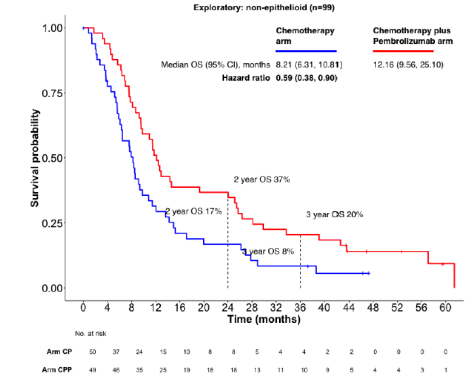 Exploratory: non-epithelioid (n=99)
Chemotherapy arm
Chemotherapy plus Pembrolizumab arm
Median OS (95% CI), months 8.21 (6.31, 10.81) 12.16 (9.56, 25.10)
Hazard ratio 0.59 (0.38, 0.90)
Survival probability
1.00
0.75
0.50
0.25
0.00
2 year OS 37%
2 year OS 17%
3 year OS 20%
3 year OS 8%
0 4 8 12 16 20 24 28 32 36 40 44 48 52 56 60
Time (months)
No. at risk
Arm CP 50 37 24 15 10 8 8 5 4 4 2 2 0 0 0 0
Arm CPP 49 46 35 25 19 18 18 13 11 10 9 5 4 4 3 1